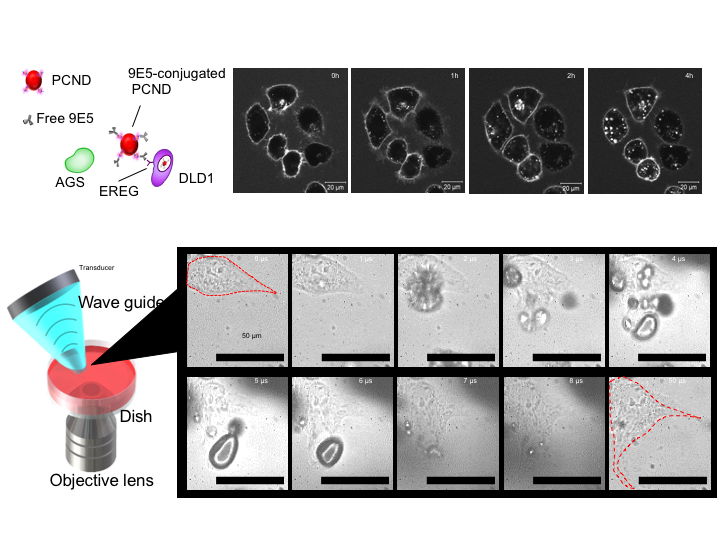 PCND
9E5-conjugated
PCND
Free 9E5
AGS
EREG
DLD1
0h
1h
2h
4h
20 µm
20 µm
20 µm
20 µm
Transducer
Wave guide
Dish
Objective lens
0 µs
1 µs
2 µs
3 µs
4 µs
50 µm
5 µs
6 µs
7 µs
8 µs
50 µs